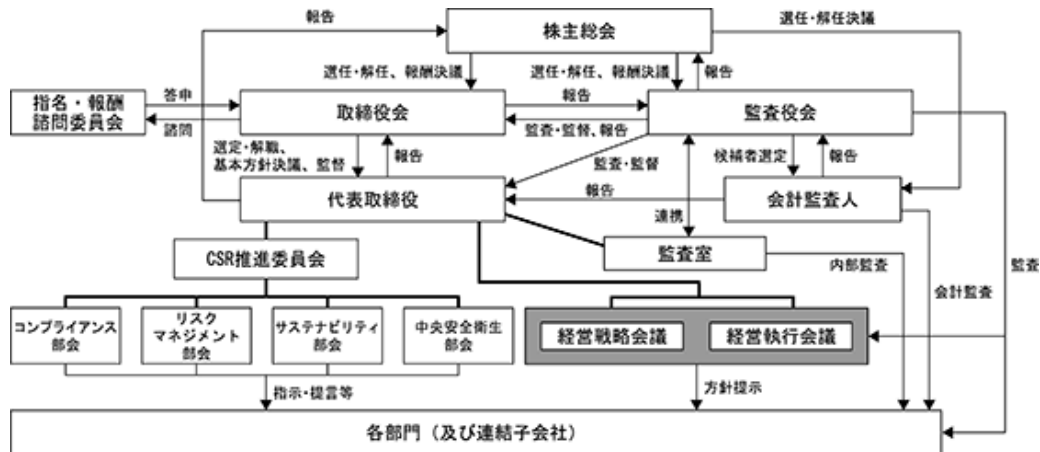 報告
株主総会
選任・解任決議
選任・解任、報酬決議
選任・解任、報酬決議
報告
指名・報酬
諮問委員会
答申
諮問
取締役会
報告
監査・監督、報告
監査役会
選定・解職、
基本方針決議、監督
報告
監査・監督
候補者選定
報告
代表取締役
報告
会計監査人
連携
CSR推進委員会
監査室
内部監査
会計監査
監査
コンプライアンス
部会
リスク
マネジメント
部会
サステナビリティ
部会
中央安全衛生
部会
経営戦略会議
経営執行会議
指示・提言等
方針提示
各部門（及び連結子会社）